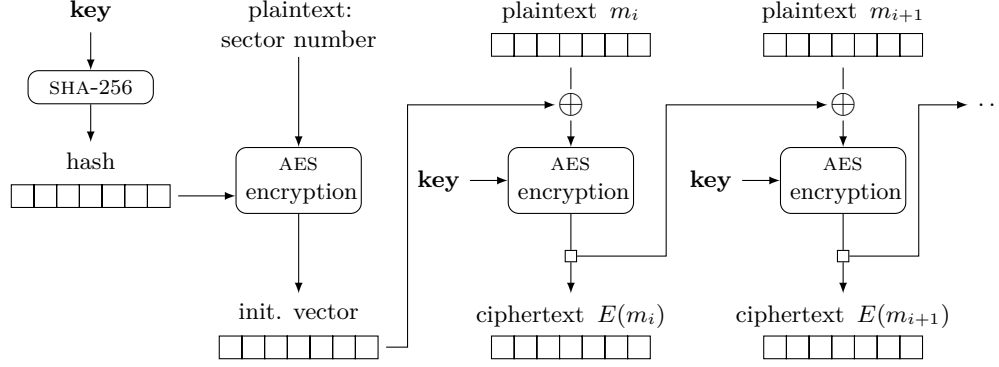 key
SHA-256
hash
plaintext:
sector number
AES
encryption
init. vector
plaintext m_i
key
AES
encryption
ciphertext E(m_i)
plaintext m_{i+1}
key
AES
encryption
ciphertext E(m_{i+1})
..